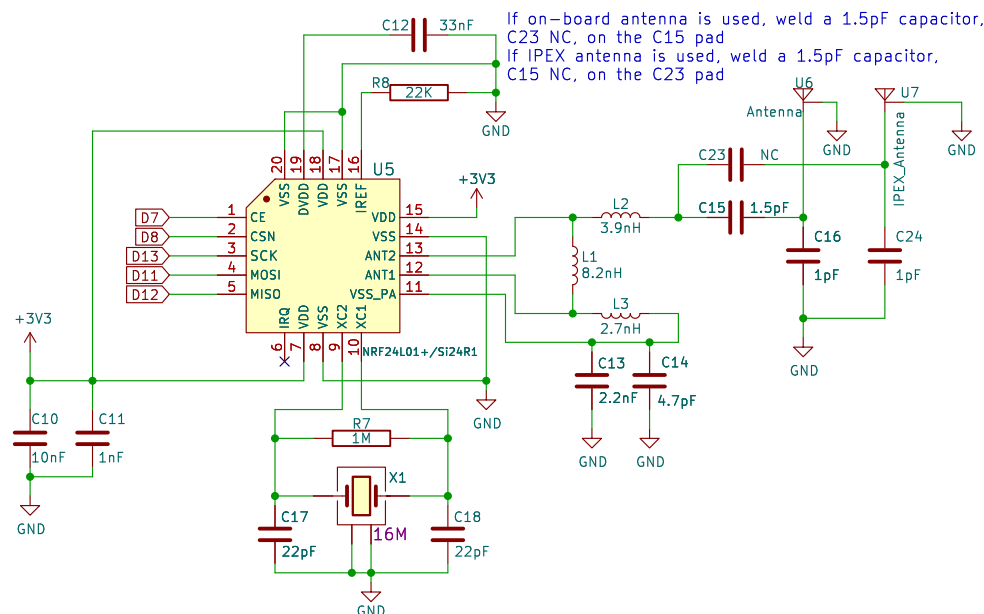 If on-board antenna is used, weld a 1.5pF capacitor,
C23 NC, on the C15 pad
If IPEX antenna is used, weld a 1.5pF capacitor,
C15 NC, on the C23 pad
C12 33nF
R8
22K
GND
U6
Antenna
GND
U7
IPEX_Antenna
GND
C23 NC
C15 1.5pF
C16
1pF
C24
1pF
GND
U5
20 19 18 17 16
VSS DVDD VDD VSS IREF
D7 1 CE
D8 2 CSN
D13 3 SCK
D11 4 MOSI
D12 5 MISO
VDD 15
VSS 14
ANT2 13
ANT1 12
VSS_PA 11
IRQ VDD VSS XC2 XC1
6 7 8 9 10
NRF24L01+/Si24R1
+3V3
L2
3.9nH
L1
8.2nH
L3
2.7nH
C13
2.2nF
GND
C14
4.7pF
GND
GND
+3V3
C10
10nF
C11
1nF
GND
R7
1M
X1
16M
C17
22pF
C18
22pF
GND